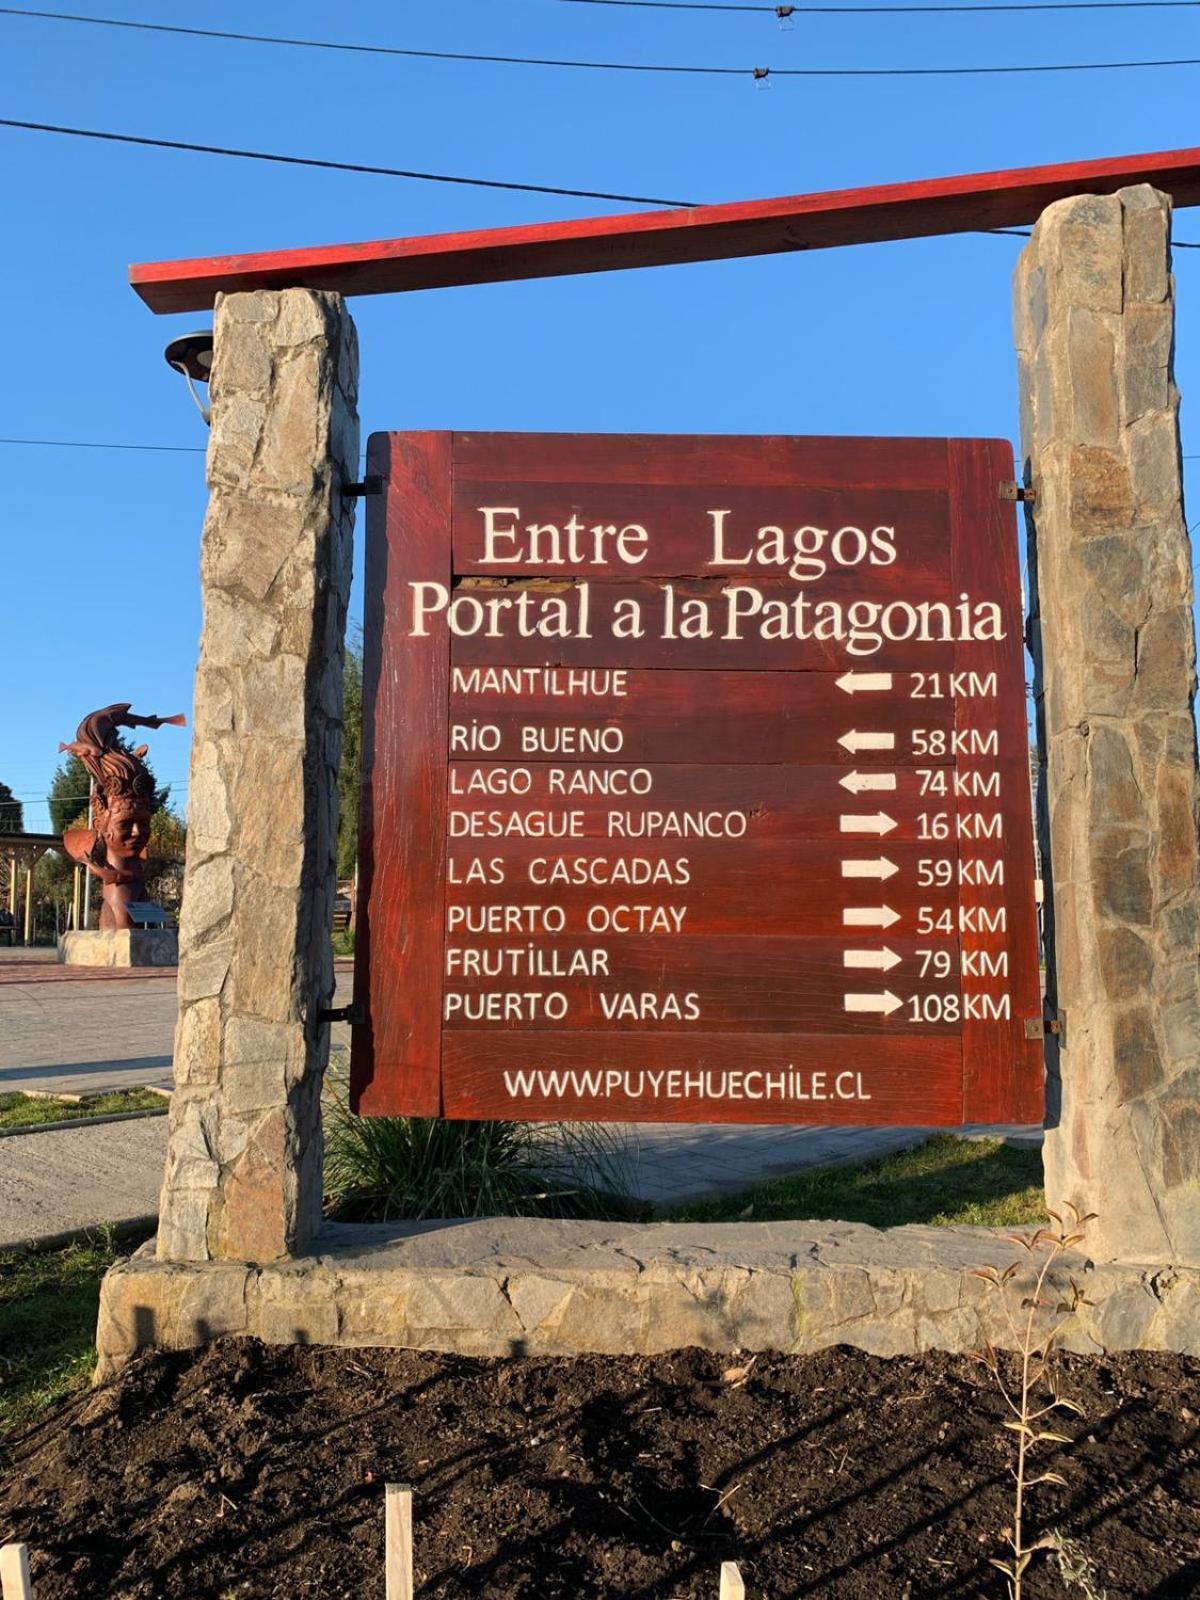 Entre Lagos
Portal a la Patagonia
MANTiLHUE ← 21 KM
RiO BUENO ← 58 KM
LAGO RANCO ← 74 KM
DESAGUE RUPANCO → 16 KM
LAS CASCADAS → 59 KM
PUERTO OCTAY → 54 KM
FRUTiLLAR → 79 KM
PUERTO VARAS → 108 KM
WWW.PUYEHUECHiLE.CL